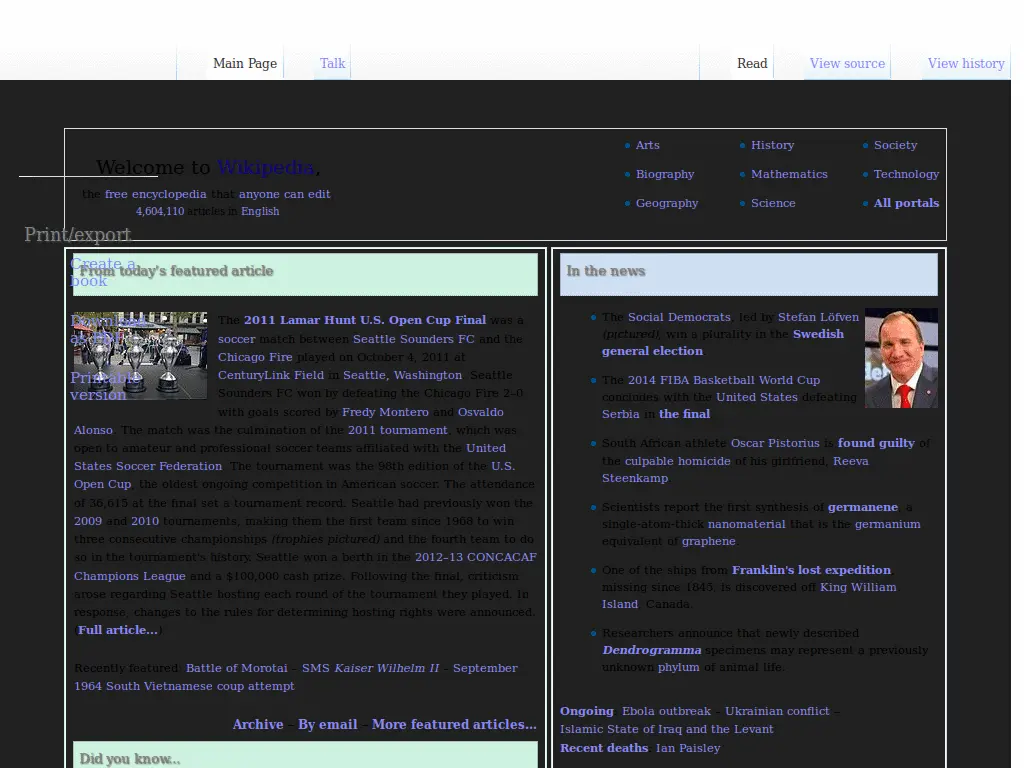 Main Page
Talk
Read
View source
View history
Welcome to Wikipedia,
the free encyclopedia that anyone can edit
4,604,110 articles in English
Arts
History
Society
Biography
Mathematics
Technology
Geography
Science
All portals
Print/export
Create a
book
Download
as PDF
Printable
version
From today's featured article
The 2011 Lamar Hunt U.S. Open Cup Final was a
soccer match between Seattle Sounders FC and the
Chicago Fire played on October 4, 2011 at
CenturyLink Field in Seattle, Washington. Seattle
Sounders FC won by defeating the Chicago Fire 2–0
with goals scored by Fredy Montero and Osvaldo
Alonso. The match was the culmination of the 2011 tournament, which was
open to amateur and professional soccer teams affiliated with the United
States Soccer Federation. The tournament was the 98th edition of the U.S.
Open Cup, the oldest ongoing competition in American soccer. The attendance
of 36,615 at the final set a tournament record. Seattle had previously won the
2009 and 2010 tournaments, making them the first team since 1968 to win
three consecutive championships (trophies pictured) and the fourth team to do
so in the tournament's history. Seattle won a berth in the 2012–13 CONCACAF
Champions League and a $100,000 cash prize. Following the final, criticism
arose regarding Seattle hosting each round of the tournament they played. In
response, changes to the rules for determining hosting rights were announced.
(Full article...)
Recently featured: Battle of Morotai – SMS Kaiser Wilhelm II – September
1964 South Vietnamese coup attempt
Archive – By email – More featured articles...
Did you know...
In the news
The Social Democrats, led by Stefan Löfven
(pictured), win a plurality in the Swedish
general election.
The 2014 FIBA Basketball World Cup
concludes with the United States defeating
Serbia in the final.
South African athlete Oscar Pistorius is found guilty of
the culpable homicide of his girlfriend, Reeva
Steenkamp.
Scientists report the first synthesis of germanene, a
single-atom-thick nanomaterial that is the germanium
equivalent of graphene.
One of the ships from Franklin's lost expedition,
missing since 1845, is discovered off King William
Island, Canada.
Researchers announce that newly described
Dendrogramma specimens may represent a previously
unknown phylum of animal life.
Ongoing: Ebola outbreak – Ukrainian conflict –
Islamic State of Iraq and the Levant
Recent deaths: Ian Paisley